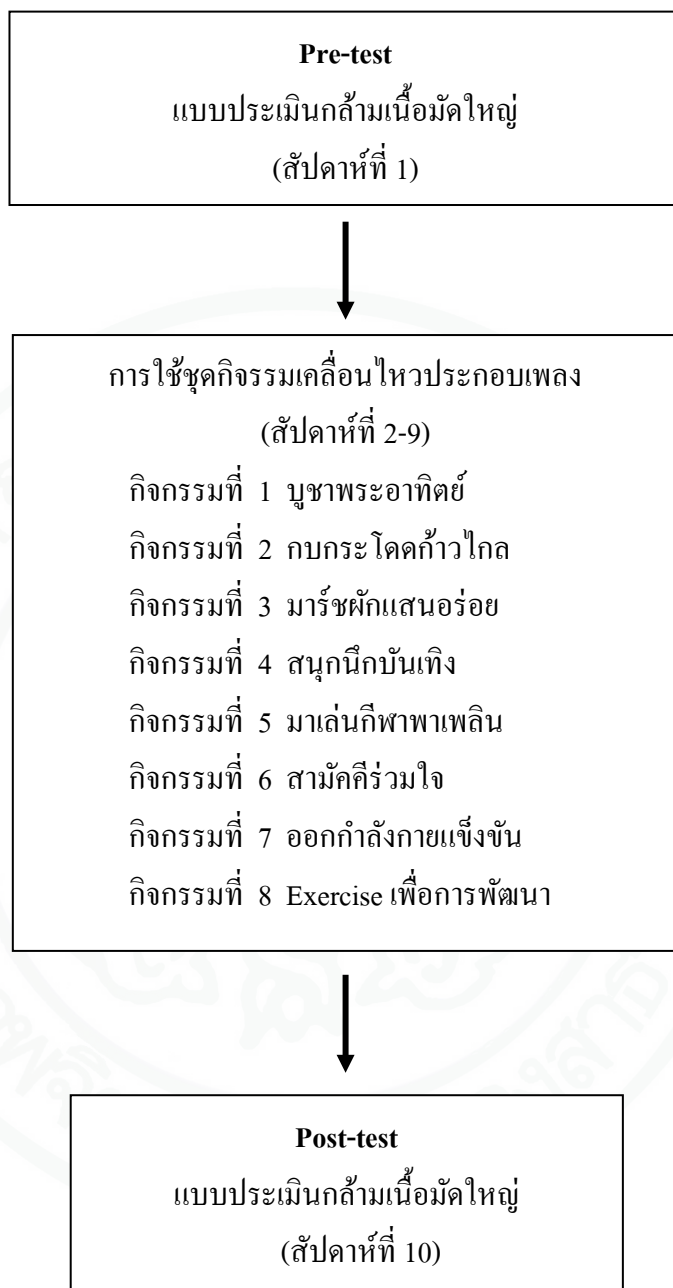 Pre-test
แบบประเมินกล้ามเนื้อมัดใหญ่
(สัปดาห์ที่ 1)
การใช้ชุดกิจรรมเคลื่อนไหวประกอบเพลง
(สัปดาห์ที่ 2-9)
กิจกรรมที่ 1 บูชาพระอาทิตย์
กิจกรรมที่ 2 กบกระโดดก้าวไกล
กิจกรรมที่ 3 มาร์ชผักแสนอร่อย
กิจกรรมที่ 4 สนุกนึกบันเทิง
กิจกรรมที่ 5 มาเล่นกีฬาพาเพลิน
กิจกรรมที่ 6 สามัคคีร่วมใจ
กิจกรรมที่ 7 ออกกำลังกายแข็งขัน
กิจกรรมที่ 8 Exercise เพื่อการพัฒนา
Post-test
แบบประเมินกล้ามเนื้อมัดใหญ่
(สัปดาห์ที่ 10)